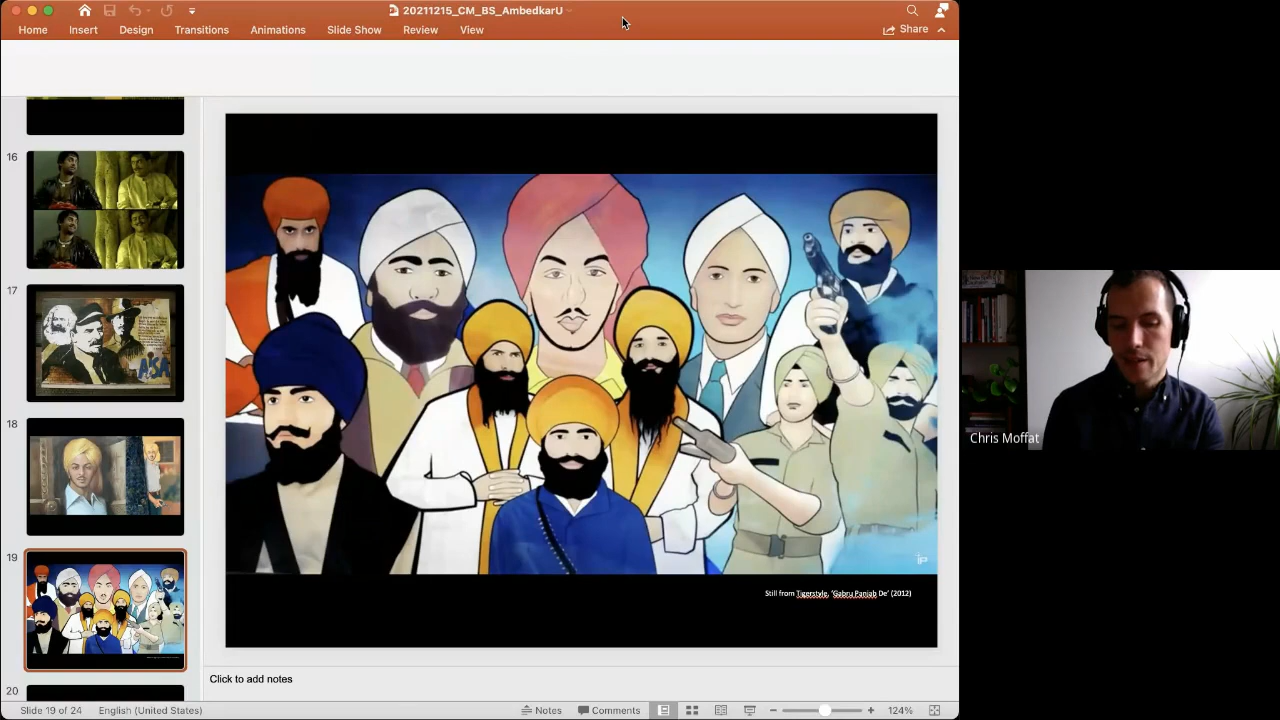 20211215_CM_BS_AmbedkarU
Home Insert Design Transitions Animations Slide Show Review View Share
16
17
18
19
20
iP
Still from Tigerstyle, 'Gabru Panjab De' (2012)
Click to add notes
Slide 19 of 24 English (United States) Notes Comments 124%
Chris Moffat